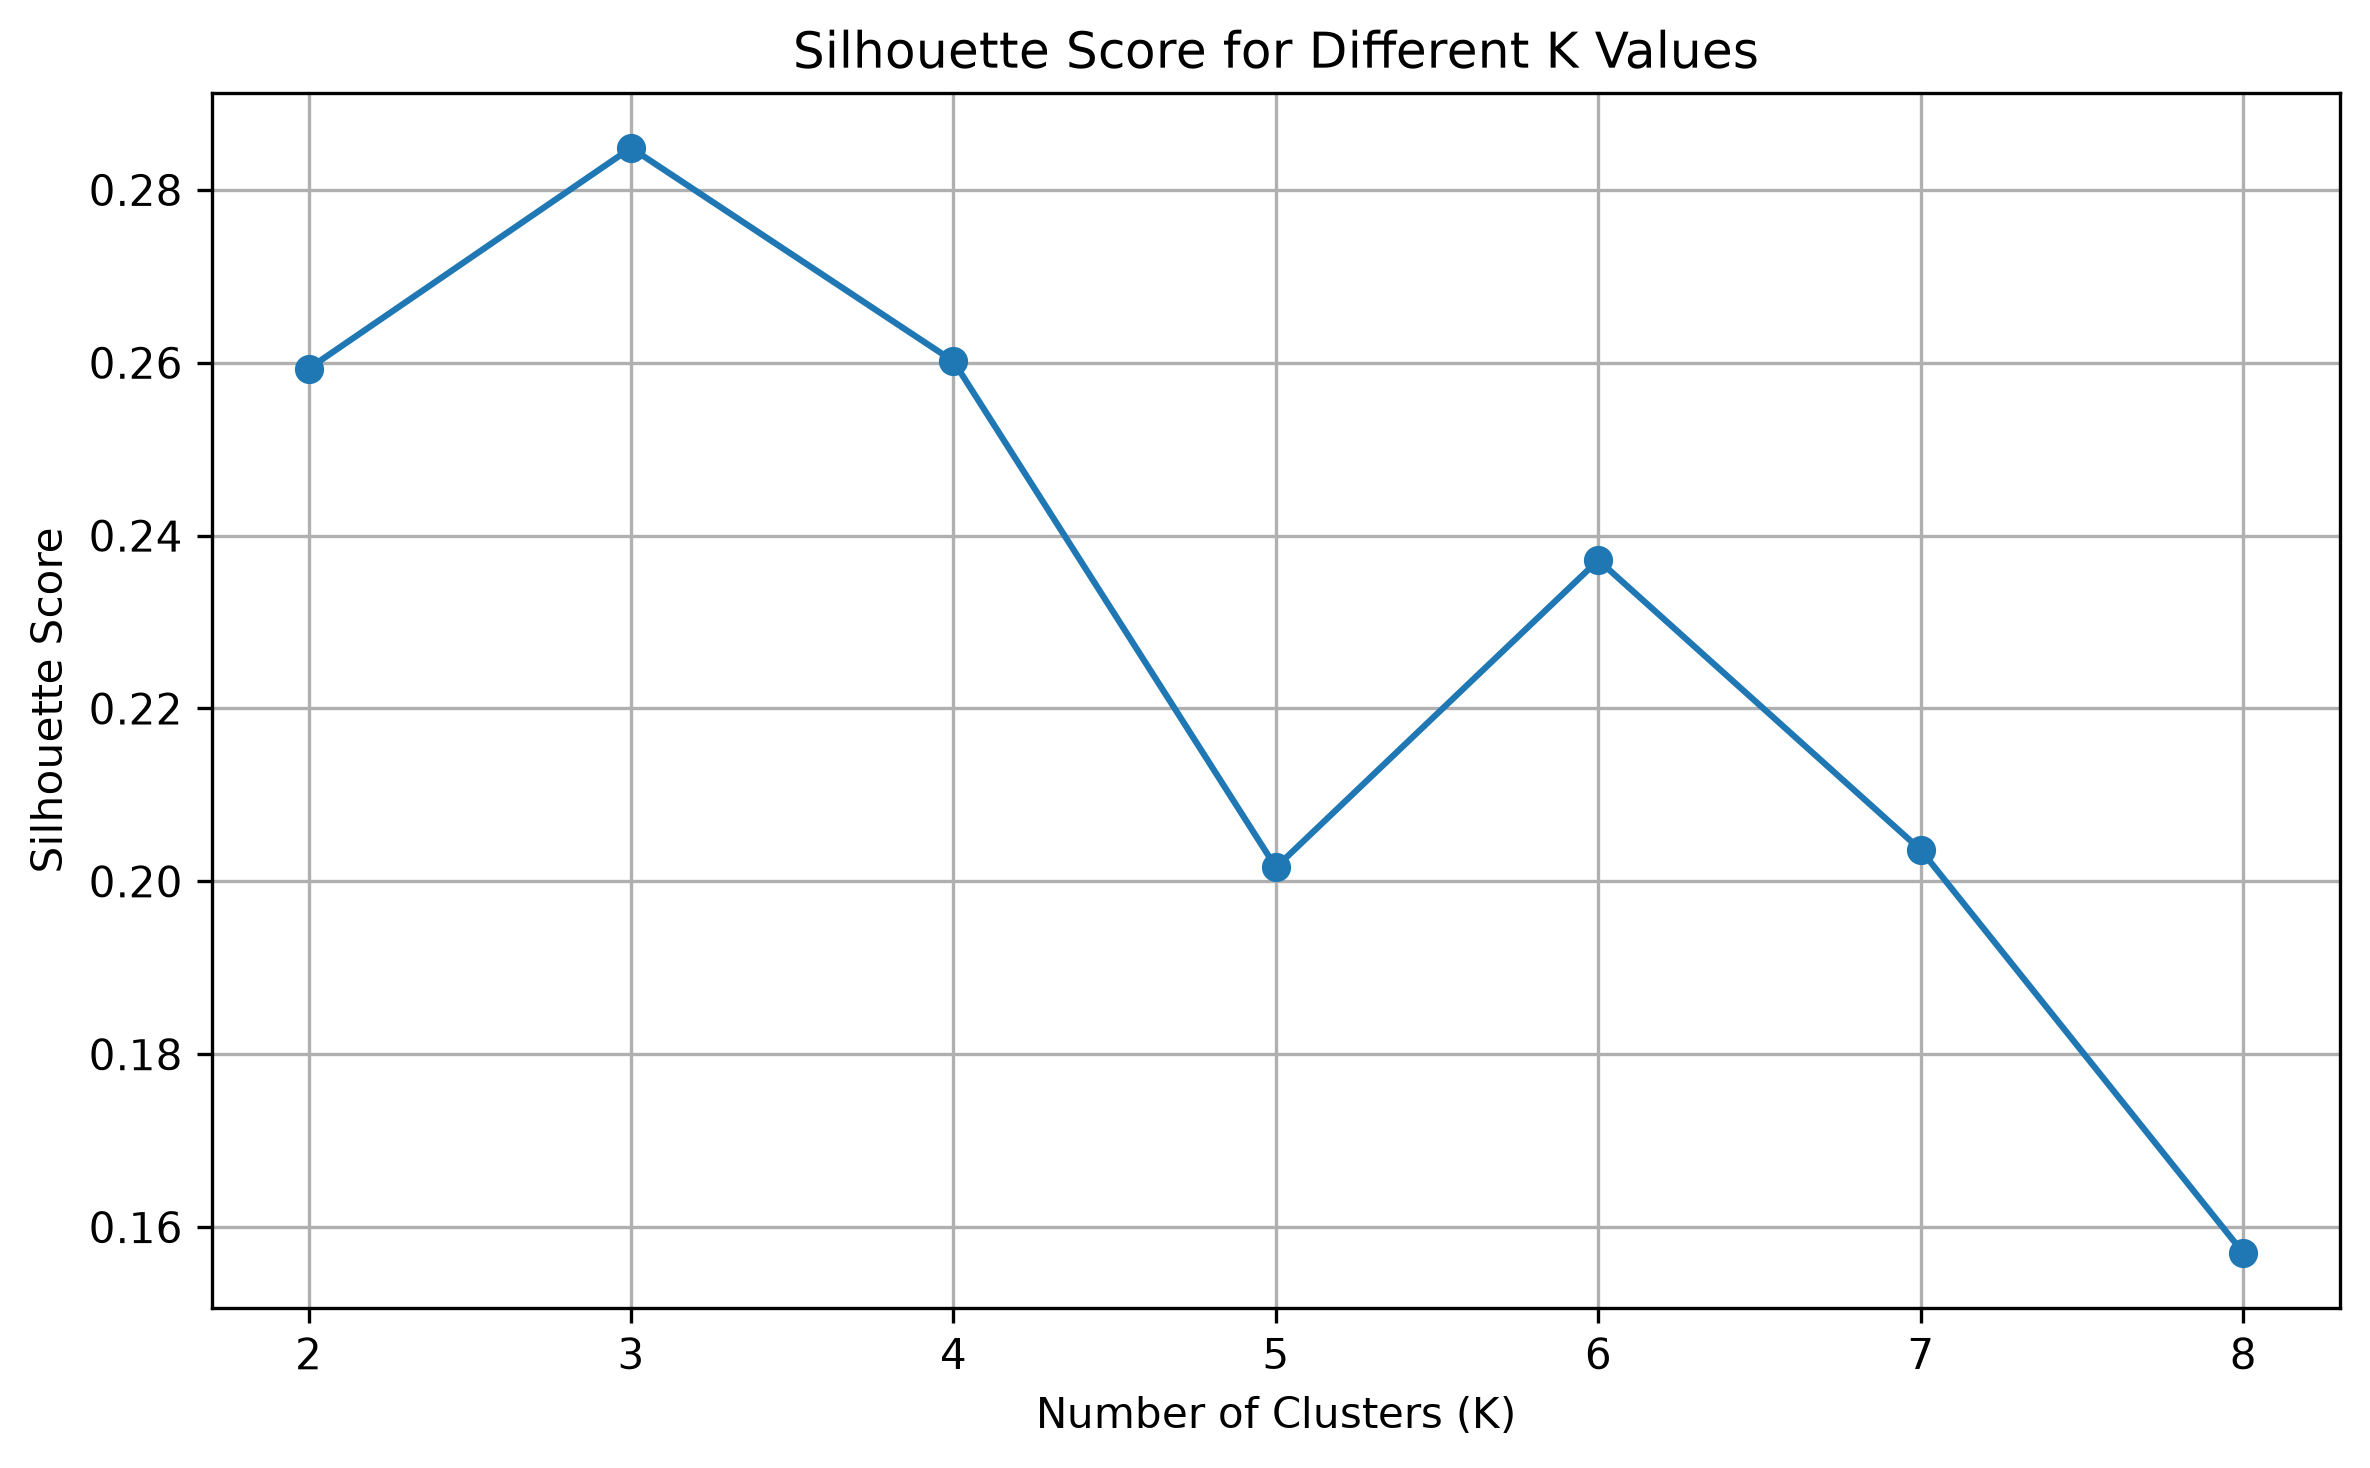 Silhouette Score for Different K Values
Silhouette Score
0.28
0.26
0.24
0.22
0.20
0.18
0.16
2 3 4 5 6 7 8
Number of Clusters (K)